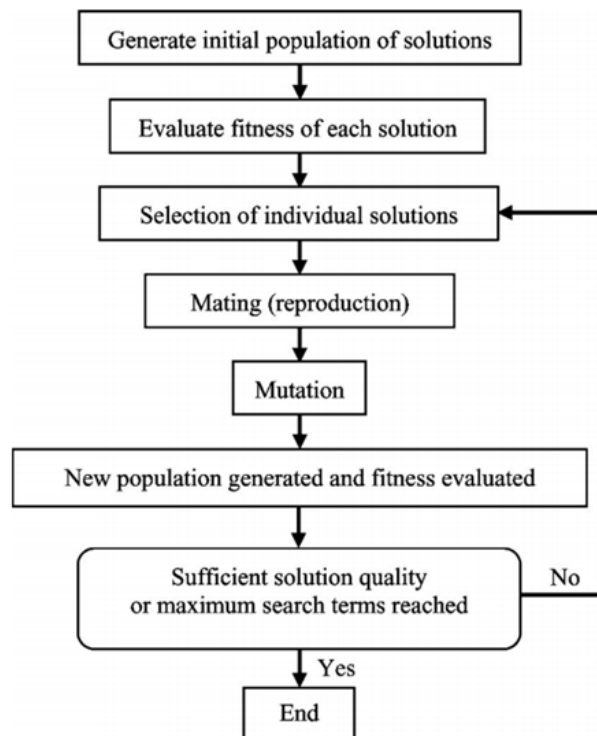 Generate initial population of solutions
Evaluate fitness of each solution
Selection of individual solutions
Mating (reproduction)
Mutation
New population generated and fitness evaluated
Sufficient solution quality
or maximum search terms reached
No
Yes
End